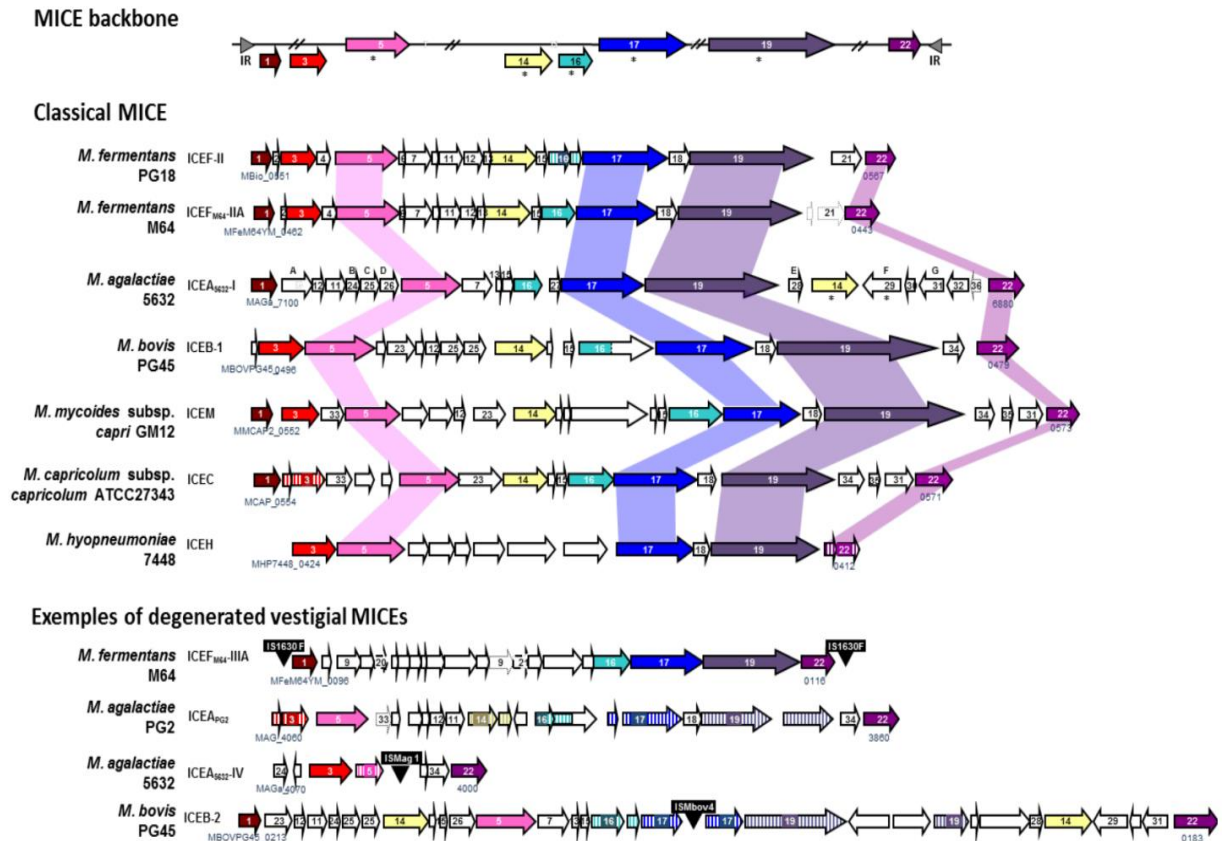 MICE backbone
5 17 19 22
IR 1 3 14 16 IR
* * * * *
Classical MICE
M. fermentans PG18 ICEF-II
1 2 3 4 5 6 7 11 12 13 14 15 16 17 18 19 21 22
MBio_0551 0567
M. fermentans M64 ICEFM64-IIA
1 2 3 4 5 6 7 11 12 13 14 15 16 17 18 19 21 22
MFeM64YM_0462 0443
A B C D E F G
M. agalactiae 5632 ICEA5632-I
1 12 11 24 25 26 5 7 13 15 16 27 17 19 28 14 29 30 31 32 36 22
* *
MAGa_7100 6880
M. bovis PG45 ICEB-1
3 5 23 12 25 25 14 15 16 17 18 19 34 22
MBOVPG45_0496 0479
M. mycoides subsp. capri GM12 ICEM
1 3 33 5 12 23 14 15 16 17 18 19 34 35 31 22
MMCAP2_0552 0573
M. capricolum subsp. capricolum ATCC27343 ICEC
1 3 33 5 23 14 15 16 17 18 19 34 35 31 22
MCAP_0554 0571
M. hyopneumoniae 7448 ICEH
3 5 17 18 19 22
MHP7448_0424 0412
Exemples of degenerated vestigial MICEs
IS1630F IS1630F
M. fermentans M64 ICEFM64-IIIA
1 9 20 9 21 16 17 19 22
MFeM64YM_0096 0116
M. agalactiae PG2 ICEAPG2
3 5 33 12 11 14 16 17 18 19 34 22
MAG_4060 3860
ISMag 1
M. agalactiae 5632 ICEA5632-IV
24 3 5 34 22
MAGa_4070 4000
ISMbov4
M. bovis PG45 ICEB-2
1 23 12 11 24 25 25 14 15 26 5 7 15 16 17 17 19 19 28 14 29 31 22
MBOVPG45_0213 0183